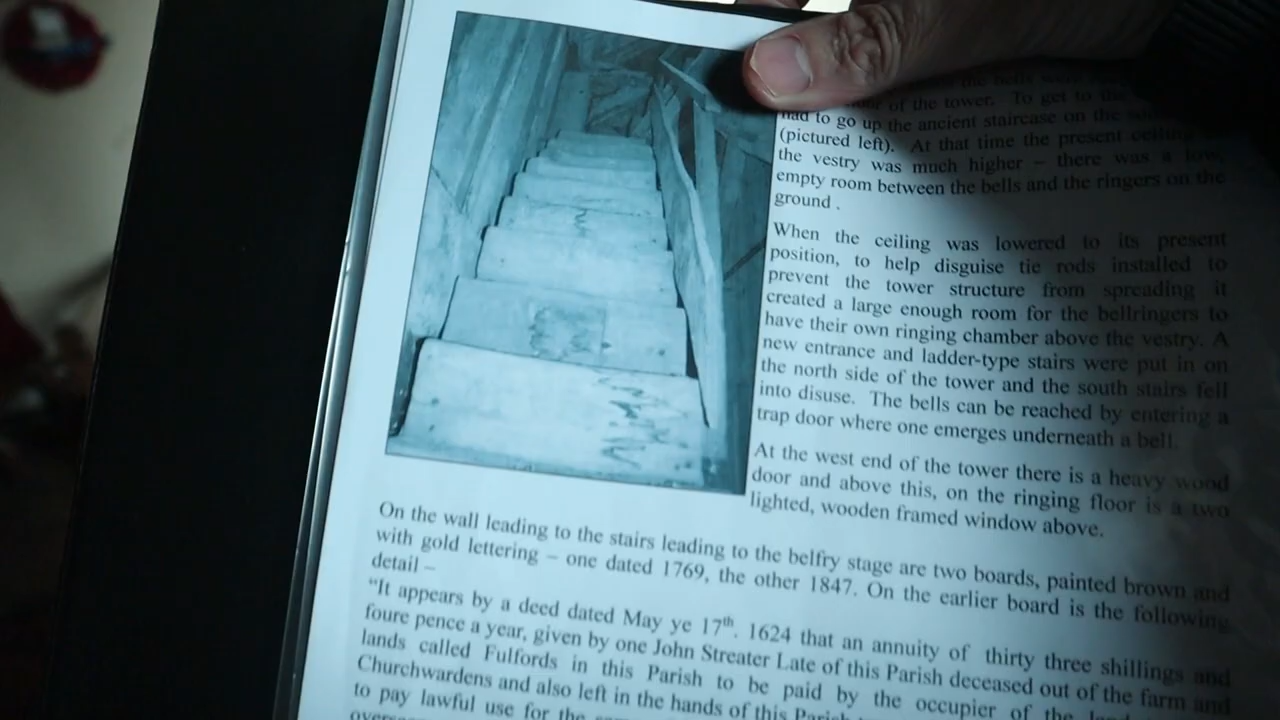 the bells were
of the tower. To get to the
had to go up the ancient staircase on the
(pictured left). At that time the present ceiling
the vestry was much higher – there was a low,
empty room between the bells and the ringers on the
ground .
When the ceiling was lowered to its present
position, to help disguise tie rods installed to
prevent the tower structure from spreading it
created a large enough room for the bellringers to
have their own ringing chamber above the vestry. A
new entrance and ladder-type stairs were put in on
the north side of the tower and the south stairs fell
into disuse. The bells can be reached by entering a
trap door where one emerges underneath a bell.
At the west end of the tower there is a heavy wood
door and above this, on the ringing floor is a two
lighted, wooden framed window above.
On the wall leading to the stairs leading to the belfry stage are two boards, painted brown and
with gold lettering – one dated 1769, the other 1847. On the earlier board is the following
detail –
“It appears by a deed dated May ye 17th. 1624 that an annuity of thirty three shillings and
foure pence a year, given by one John Streater Late of this Parish deceased out of the farm and
lands called Fulfords in this Parish to be paid by the occupier of the
Churchwardens and also left in the hands of this Parish
to pay lawful use for the